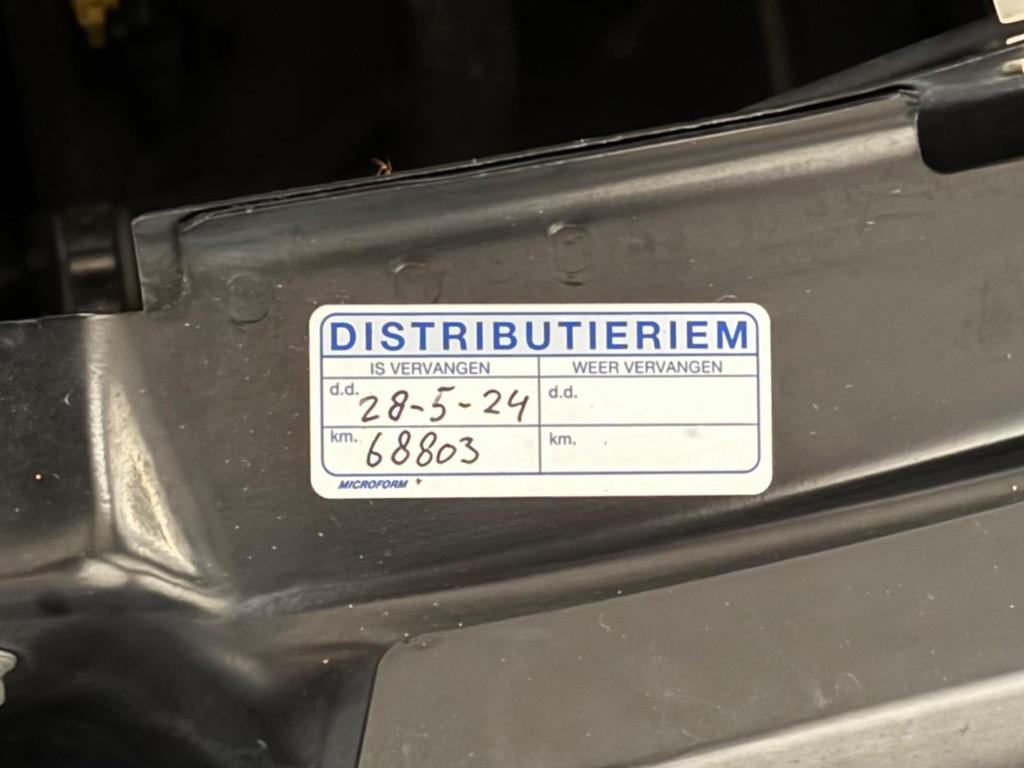 DISTRIBUTIERIEM
IS VERVANGEN WEER VERVANGEN
d.d. 28-5-24 d.d.
km. 68803 km.
MICROFORM